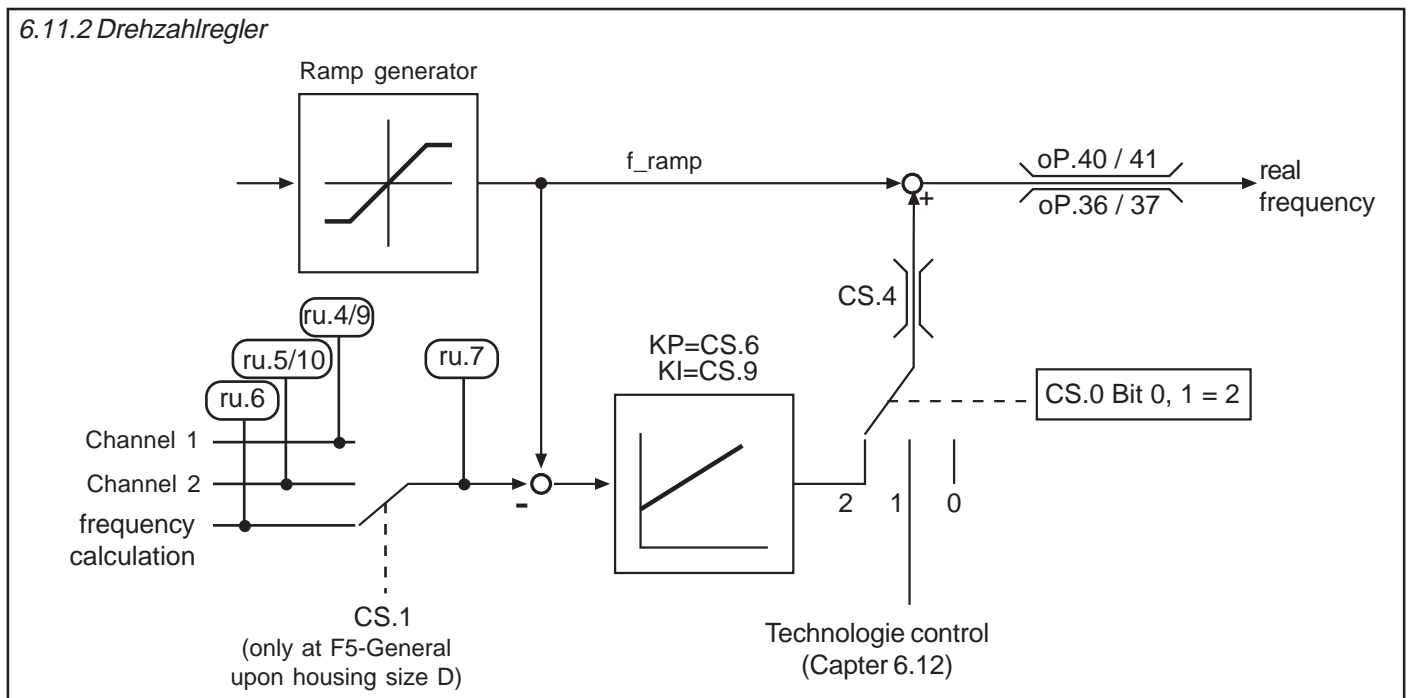 6.11.2 Drehzahlregler
Ramp generator
f_ramp
+
oP.40 / 41
oP.36 / 37
real
frequency
CS.4
ru.4/9
ru.5/10
ru.6
ru.7
KP=CS.6
KI=CS.9
CS.0 Bit 0, 1 = 2
Channel 1
Channel 2
frequency
calculation
-
2 1 0
CS.1
(only at F5-General
upon housing size D)
Technologie control
(Capter 6.12)